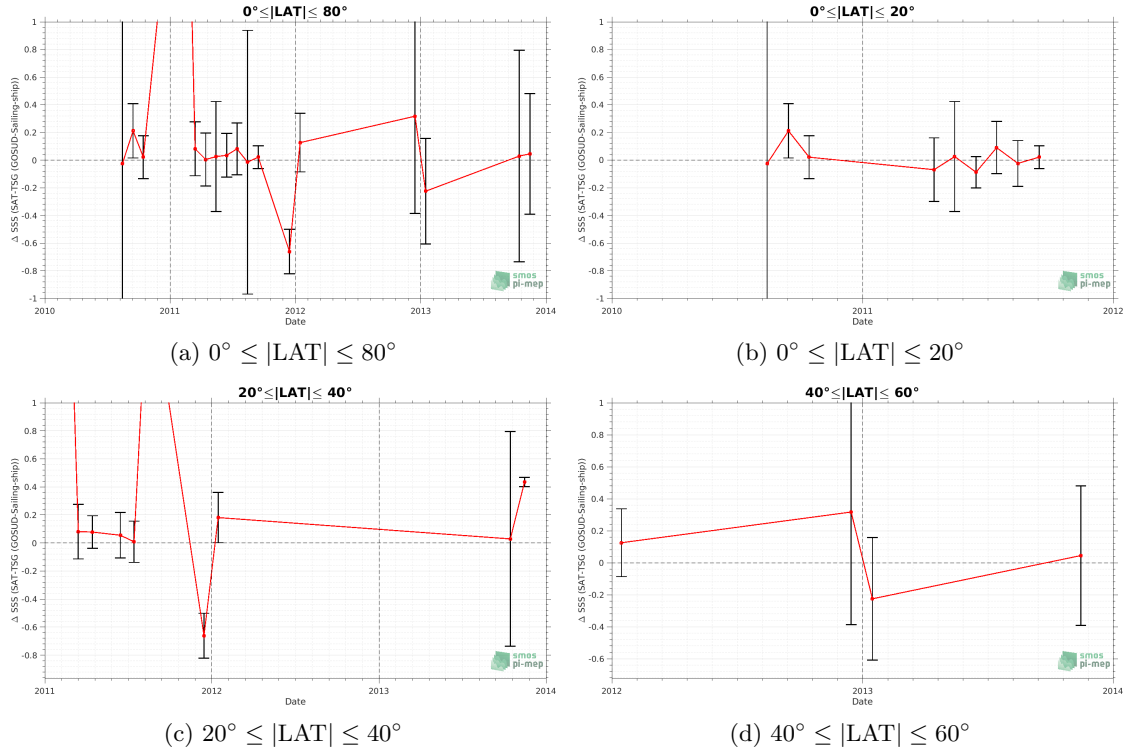 0°≤|LAT|≤ 80°
1
0.8
0.6
0.4
0.2
0
-0.2
-0.4
-0.6
-0.8
-1
Δ SSS (SAT-TSG (GOSUD-Sailing-ship))
2010
2011
2012
2013
2014
Date
smos
pi-mep
(a) 0° ≤ |LAT| ≤ 80°
0°≤|LAT|≤ 20°
1
0.8
0.6
0.4
0.2
0
-0.2
-0.4
-0.6
-0.8
-1
Δ SSS (SAT-TSG (GOSUD-Sailing-ship))
2010
2011
2012
Date
smos
pi-mep
(b) 0° ≤ |LAT| ≤ 20°
20°≤|LAT|≤ 40°
1
0.8
0.6
0.4
0.2
0
-0.2
-0.4
-0.6
-0.8
Δ SSS (SAT-TSG (GOSUD-Sailing-ship))
2011
2012
2013
2014
Date
smos
pi-mep
(c) 20° ≤ |LAT| ≤ 40°
40°≤|LAT|≤ 60°
1
0.8
0.6
0.4
0.2
0
-0.2
-0.4
-0.6
Δ SSS (SAT-TSG (GOSUD-Sailing-ship))
2012
2013
2014
Date
smos
pi-mep
(d) 40° ≤ |LAT| ≤ 60°